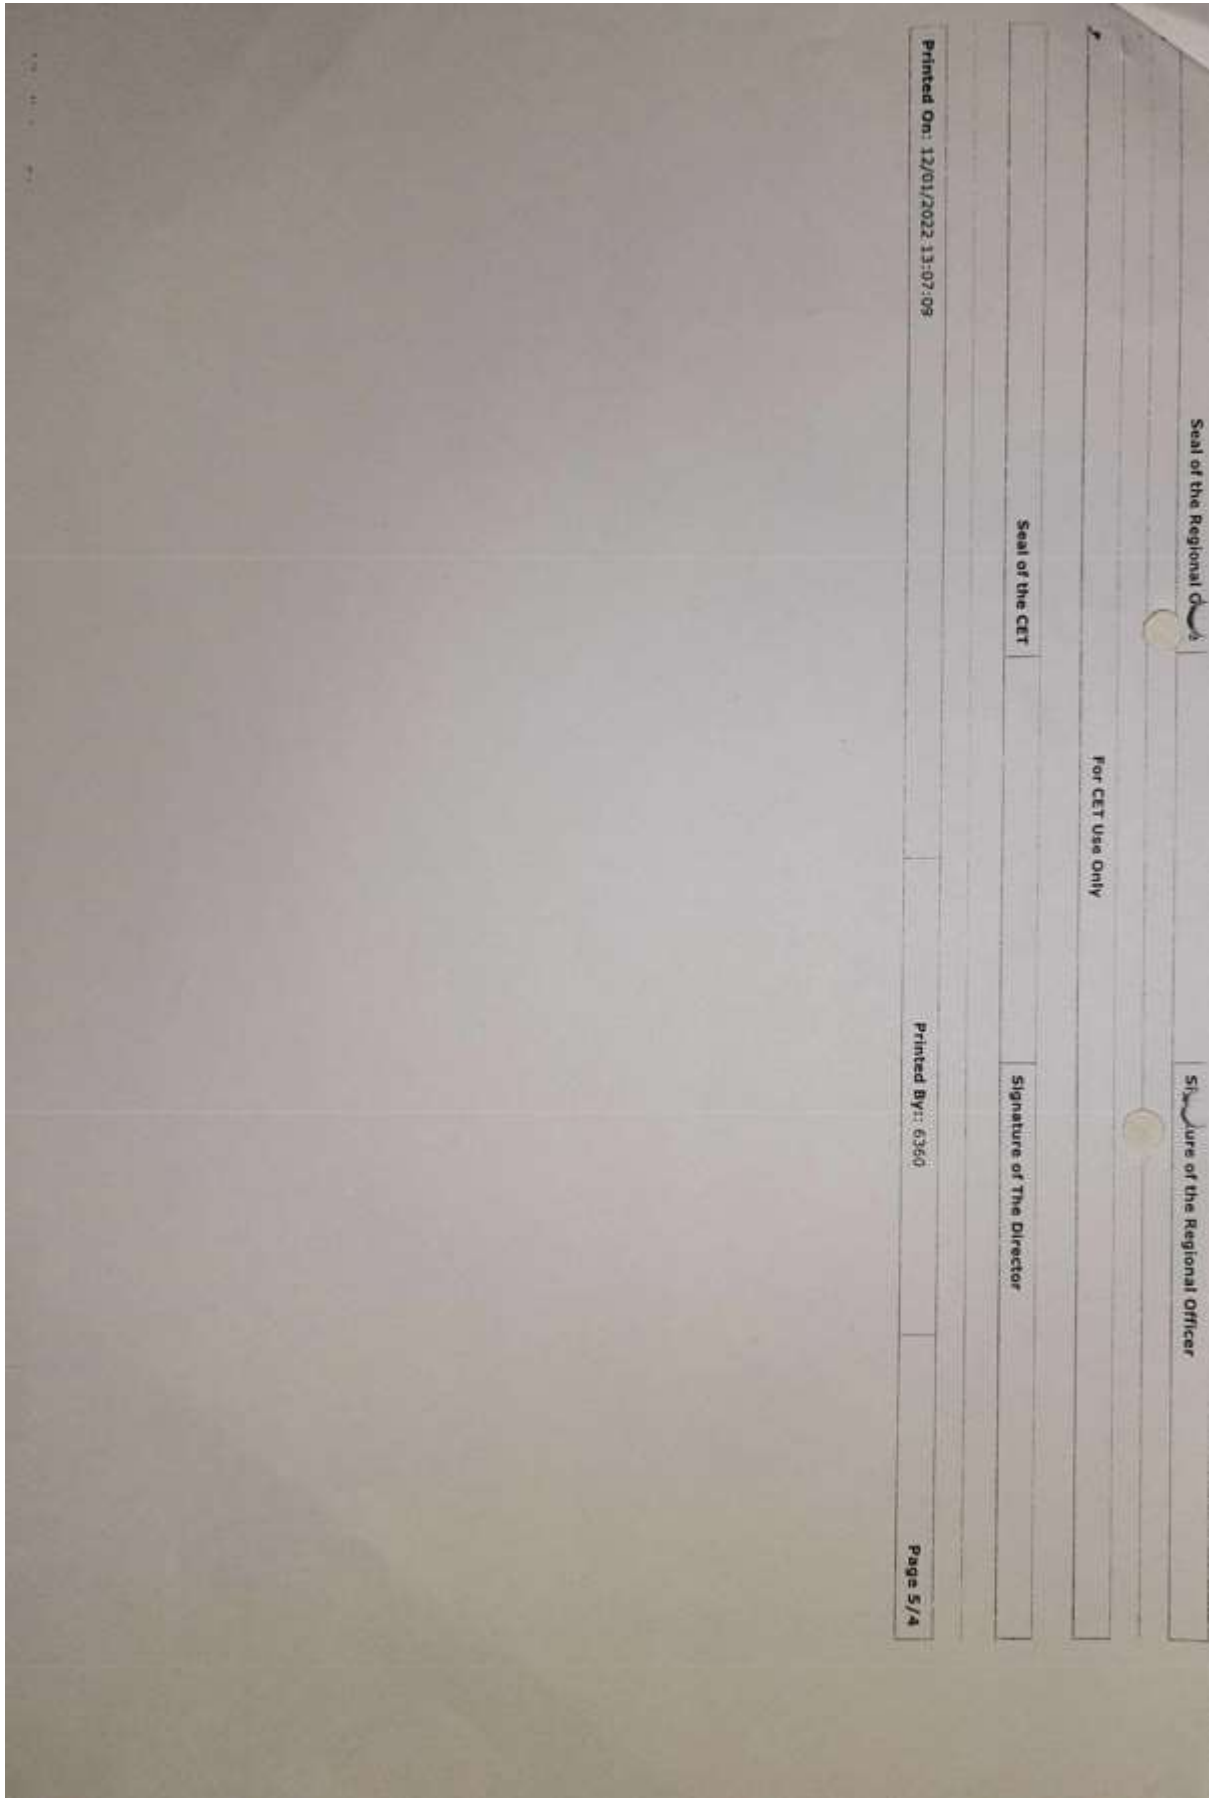 Seal of the Regional Signature of the Regional Officer
For CET Use Only
Seal of the CET Signature of The Director
Printed On: 12/01/2022 13:07:09 Printed By:: 6360 Page 5/4